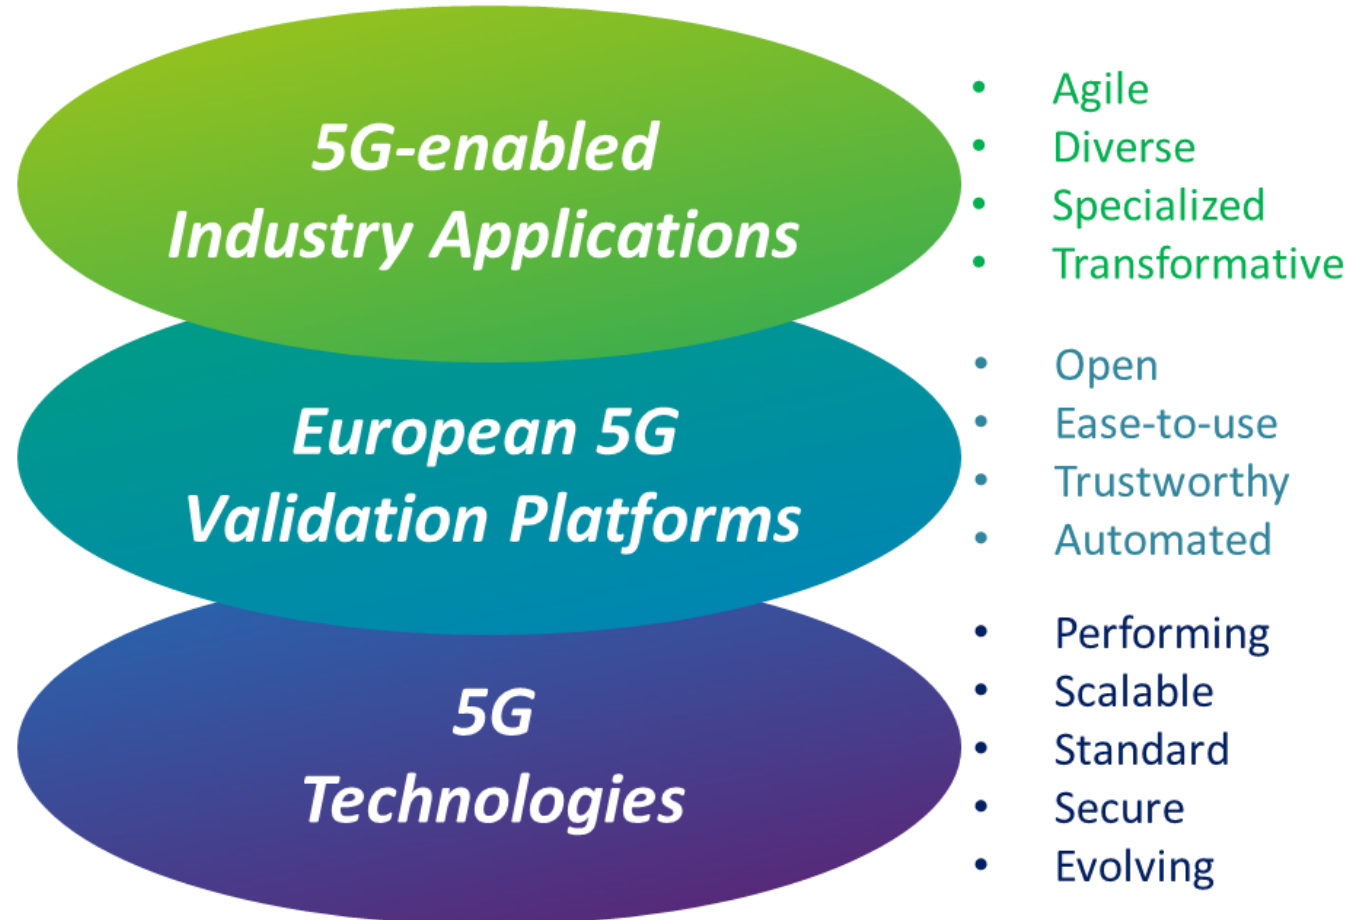 5G-enabled
Industry Applications
• Agile
• Diverse
• Specialized
• Transformative
European 5G
Validation Platforms
• Open
• Ease-to-use
• Trustworthy
• Automated
5G
Technologies
• Performing
• Scalable
• Standard
• Secure
• Evolving